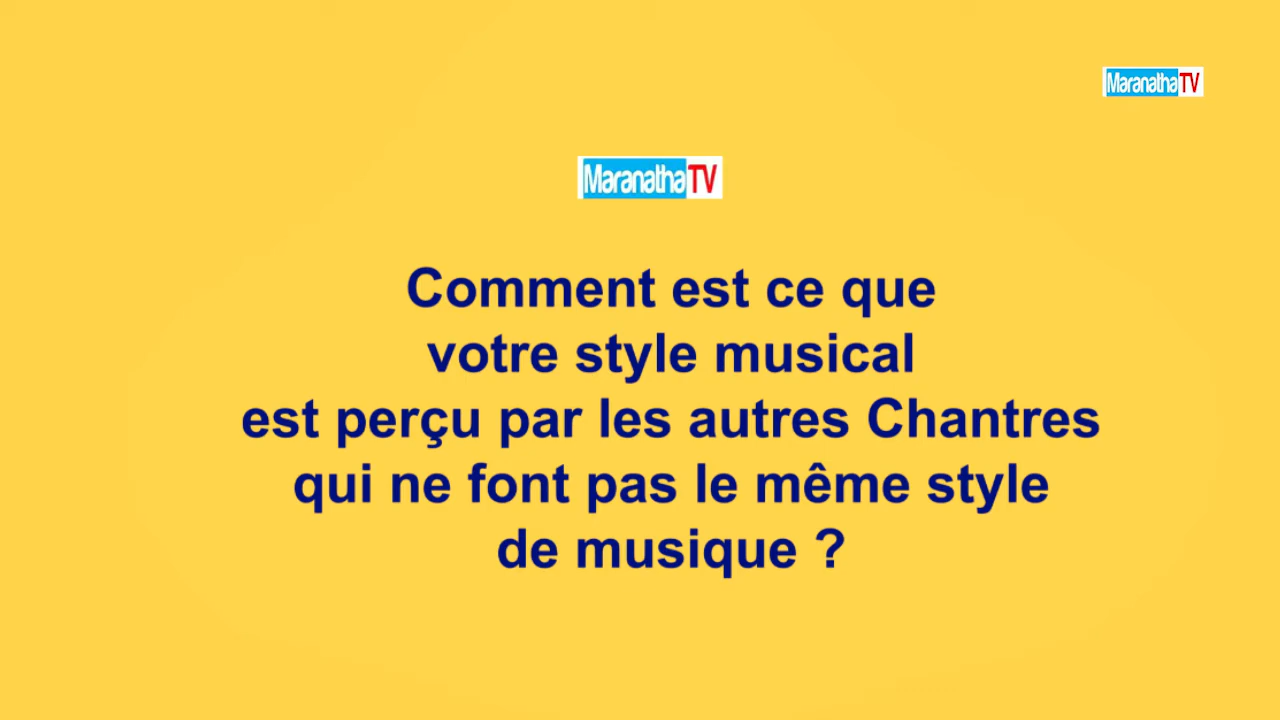 MaranathaTV
MaranathaTV
Comment est ce que
votre style musical
est perçu par les autres Chantres
qui ne font pas le même style
de musique ?